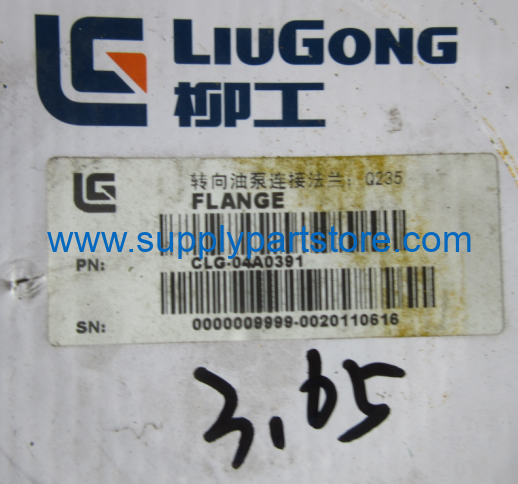 LIUGONG
柳工
转向油泵连接法兰; Q235
FLANGE
www.supplypartstore.com
PN: CLG-04A0391
SN: 0000009999-0020110616
3.65